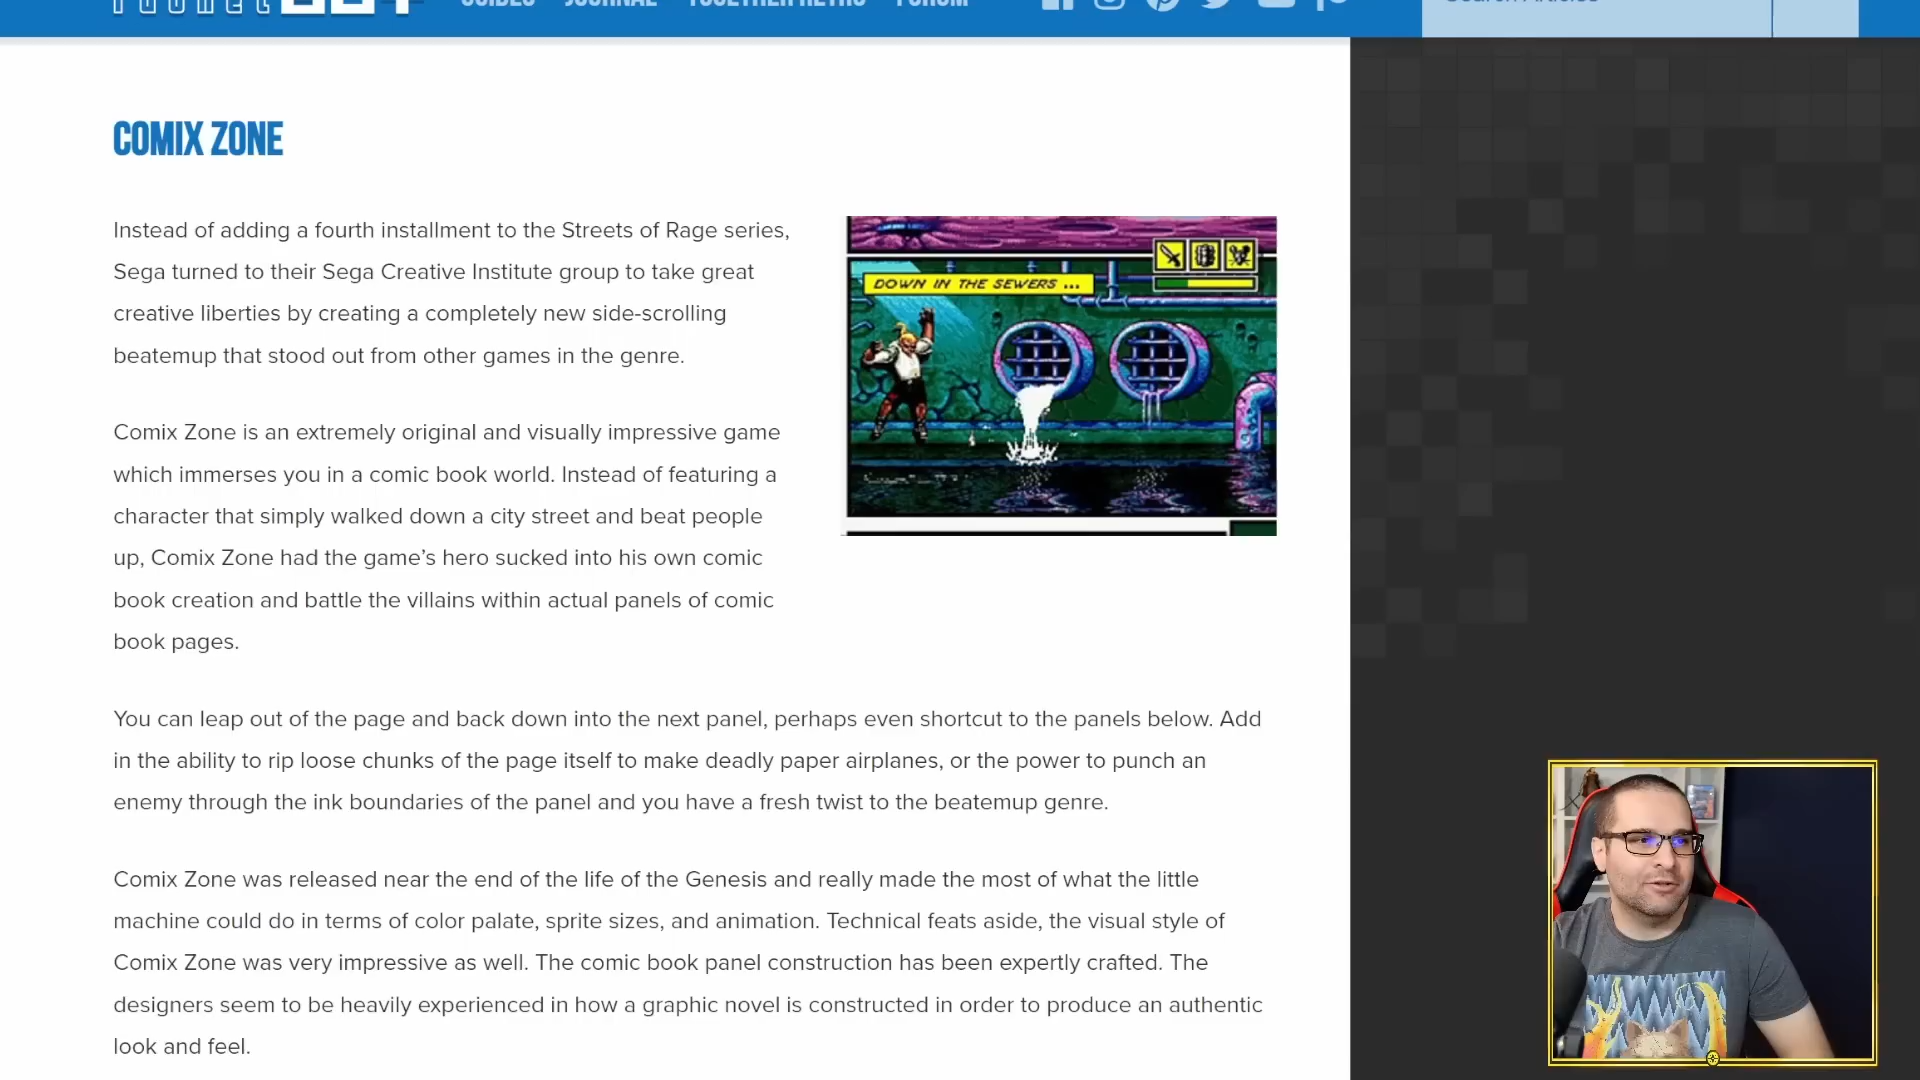 GUIDES JOURNAL TOGETHER RETRO FORUM
Search Articles
COMIX ZONE
Instead of adding a fourth installment to the Streets of Rage series,
Sega turned to their Sega Creative Institute group to take great
creative liberties by creating a completely new side-scrolling
beatemup that stood out from other games in the genre.
DOWN IN THE SEWERS ...
Comix Zone is an extremely original and visually impressive game
which immerses you in a comic book world. Instead of featuring a
character that simply walked down a city street and beat people
up, Comix Zone had the game’s hero sucked into his own comic
book creation and battle the villains within actual panels of comic
book pages.
You can leap out of the page and back down into the next panel, perhaps even shortcut to the panels below. Add
in the ability to rip loose chunks of the page itself to make deadly paper airplanes, or the power to punch an
enemy through the ink boundaries of the panel and you have a fresh twist to the beatemup genre.
Comix Zone was released near the end of the life of the Genesis and really made the most of what the little
machine could do in terms of color palate, sprite sizes, and animation. Technical feats aside, the visual style of
Comix Zone was very impressive as well. The comic book panel construction has been expertly crafted. The
designers seem to be heavily experienced in how a graphic novel is constructed in order to produce an authentic
look and feel.